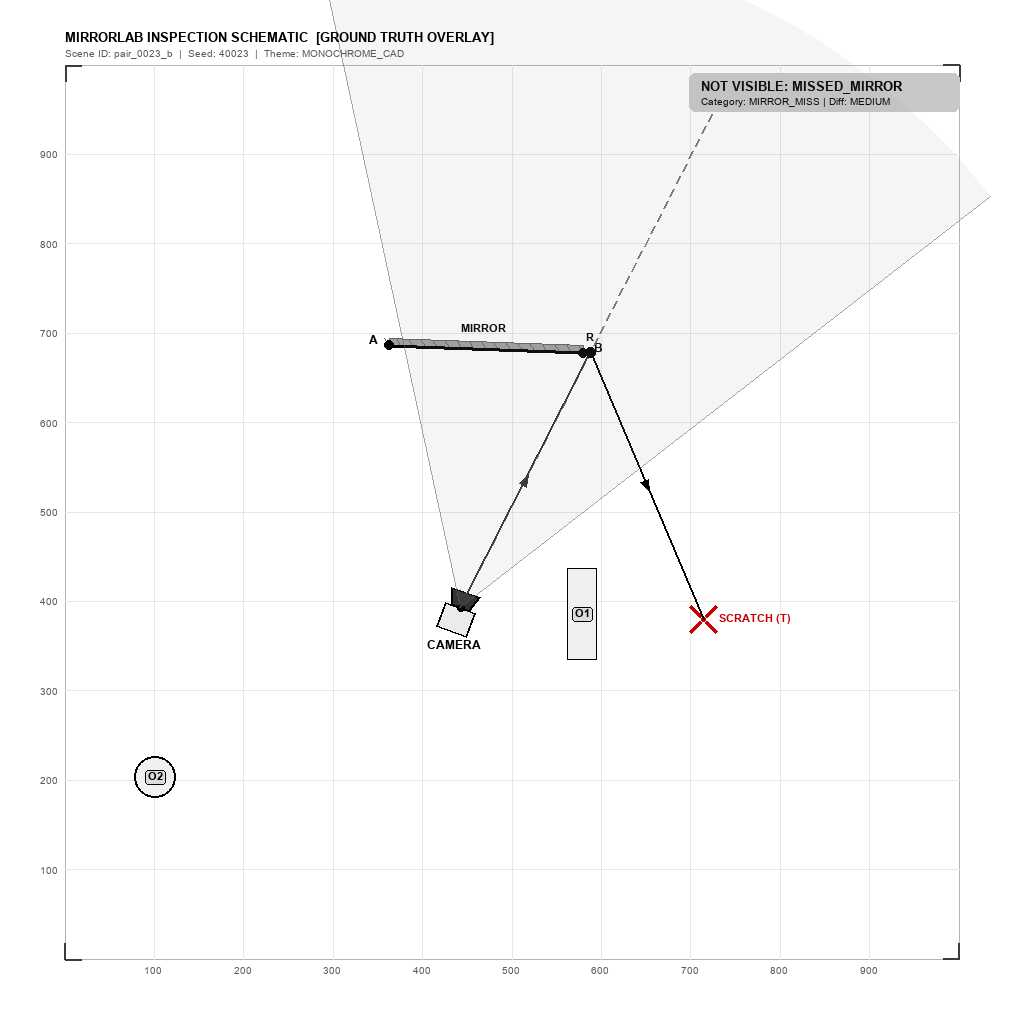 MIRRORLAB INSPECTION SCHEMATIC  [GROUND TRUTH OVERLAY]
Scene ID: pair_0023_b  |  Seed: 40023  |  Theme: MONOCHROME_CAD
NOT VISIBLE: MISSED_MIRROR
Category: MIRROR_MISS | Diff: MEDIUM
900
800
700
600
500
400
300
200
100
A
MIRROR
R
B
O1
CAMERA
SCRATCH (T)
O2
100
200
300
400
500
600
700
800
900